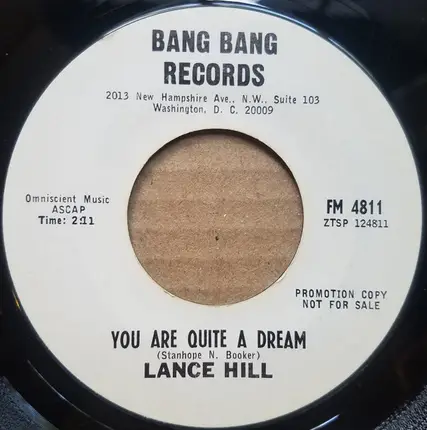 BANG BANG
RECORDS
2013 New Hampshire Ave., N.W., Suite 103
Washington, D. C. 20009
Omniscient Music
ASCAP
Time: 2:11
FM 4811
ZTSP 124811
PROMOTION COPY
NOT FOR SALE
YOU ARE QUITE A DREAM
(Stanhope N. Booker)
LANCE HILL